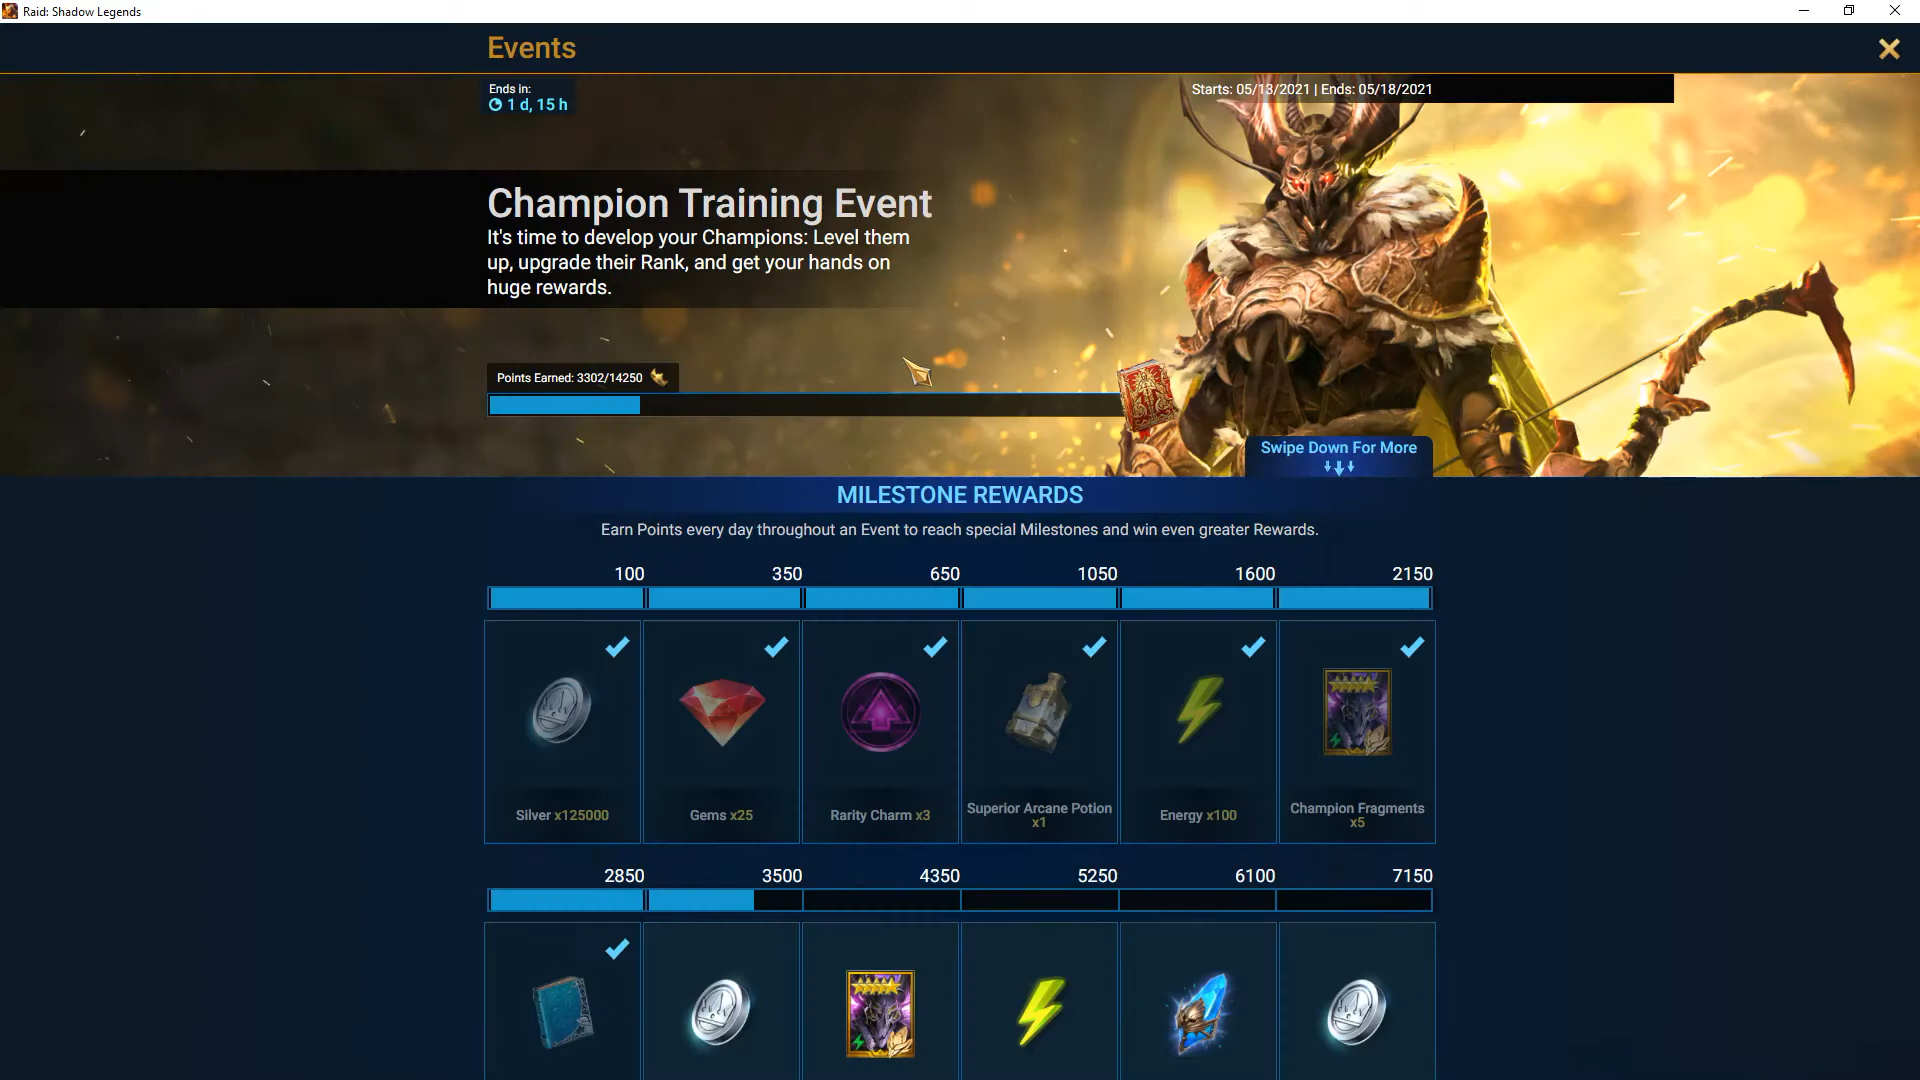 Raid: Shadow Legends
Events
Ends in:
1 d, 15 h
Starts: 05/13/2021 | Ends: 05/18/2021
Champion Training Event
It's time to develop your Champions: Level them
up, upgrade their Rank, and get your hands on
huge rewards.
Points Earned: 3302/14250
Swipe Down For More
MILESTONE REWARDS
Earn Points every day throughout an Event to reach special Milestones and win even greater Rewards.
100 350 650 1050 1600 2150
Silver x125000
Gems x25
Rarity Charm x3
Superior Arcane Potion
x1
Energy x100
Champion Fragments
x5
2850 3500 4350 5250 6100 7150